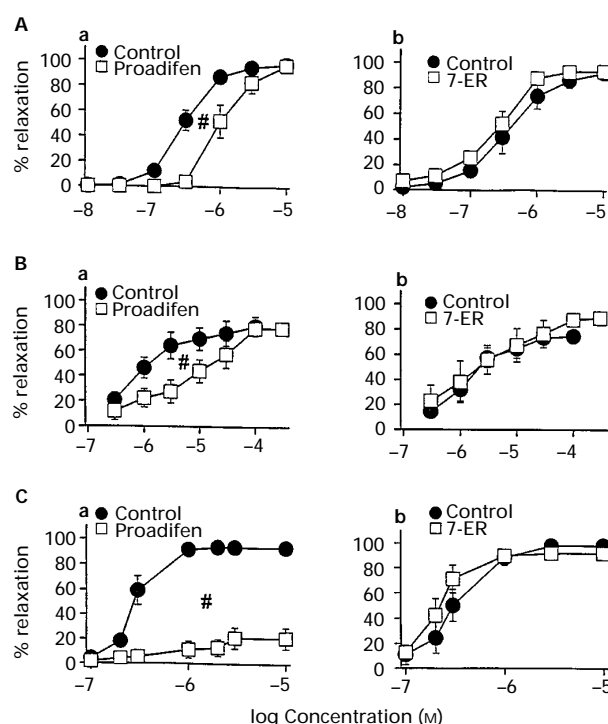 A
a
Control
Proadifen
% relaxation
100
80
60
40
20
0
#
−8 −7 −6 −5
b
Control
7-ER
100
80
60
40
20
0
−8 −7 −6 −5
B
a
Control
Proadifen
% relaxation
100
80
60
40
20
0
#
−7 −6 −5 −4
b
Control
7-ER
100
80
60
40
20
0
−7 −6 −5 −4
C
a
Control
Proadifen
% relaxation
100
80
60
40
20
0
#
−7 −6 −5
b
Control
7-ER
100
80
60
40
20
0
−7 −6 −5
log Concentration (M)